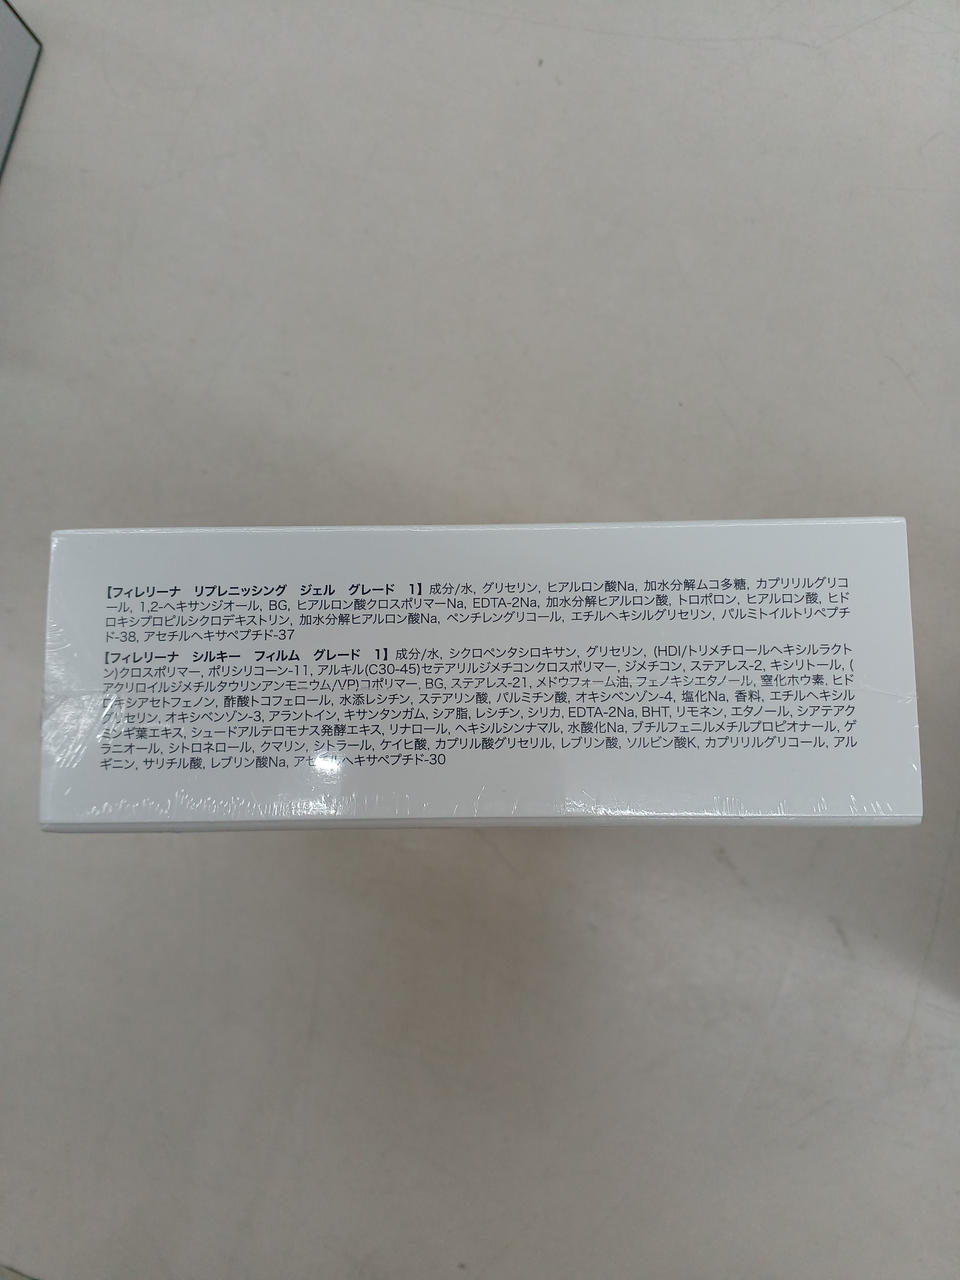 【フィレリーナ リプレニッシング ジェル グレード 1】成分/水, グリセリン, ヒアルロン酸Na, 加水分解ムコ多糖, カプリリルグリコ
ール, 1,2-ヘキサンジオール, BG, ヒアルロン酸クロスポリマーNa, EDTA-2Na, 加水分解ヒアルロン酸, トロポロン, ヒアルロン酸, ヒド
ロキシプロピルシクロデキストリン, 加水分解ヒアルロン酸Na, ペンチレングリコール, エチルヘキシルグリセリン, パルミトイルトリペプチ
ド-38, アセチルヘキサペプチド-37
【フィレリーナ シルキー フィルム グレード 1】成分/水, シクロペンタシロキサン, グリセリン, (HDI/トリメチロールヘキシルラクト
ン)クロスポリマー, ポリシリコーン-11, アルキル(C30-45)セテアリルジメチコンクロスポリマー, ジメチコン, ステアレス-2, キシリトール, (
アクリロイルジメチルタウリンアンモニウム/VP)コポリマー, BG, ステアレス-21, メドウフォーム油, フェノキシエタノール, 窒化ホウ素, ヒド
ロキシアセトフェノン, 酢酸トコフェロール, 水添レシチン, ステアリン酸, パルミチン酸, オキシベンゾン-4, 塩化Na, 香料, エチルヘキシル
グリセリン, オキシベンゾン-3, アラントイン, キサンタンガム, シア脂, レシチン, シリカ, EDTA-2Na, BHT, リモネン, エタノール, シアテアク
ミンギ葉エキス, シュードアルテロモナス発酵エキス, リナロール, ヘキシルシンナマル, 水酸化Na, ブチルフェニルメチルプロピオナール, ゲ
ラニオール, シトロネロール, クマリン, シトラール, ケイヒ酸, カプリル酸グリセリル, レブリン酸, ソルビン酸K, カプリリルグリコール, アル
ギニン, サリチル酸, レブリン酸Na, アセチルヘキサペプチド-30